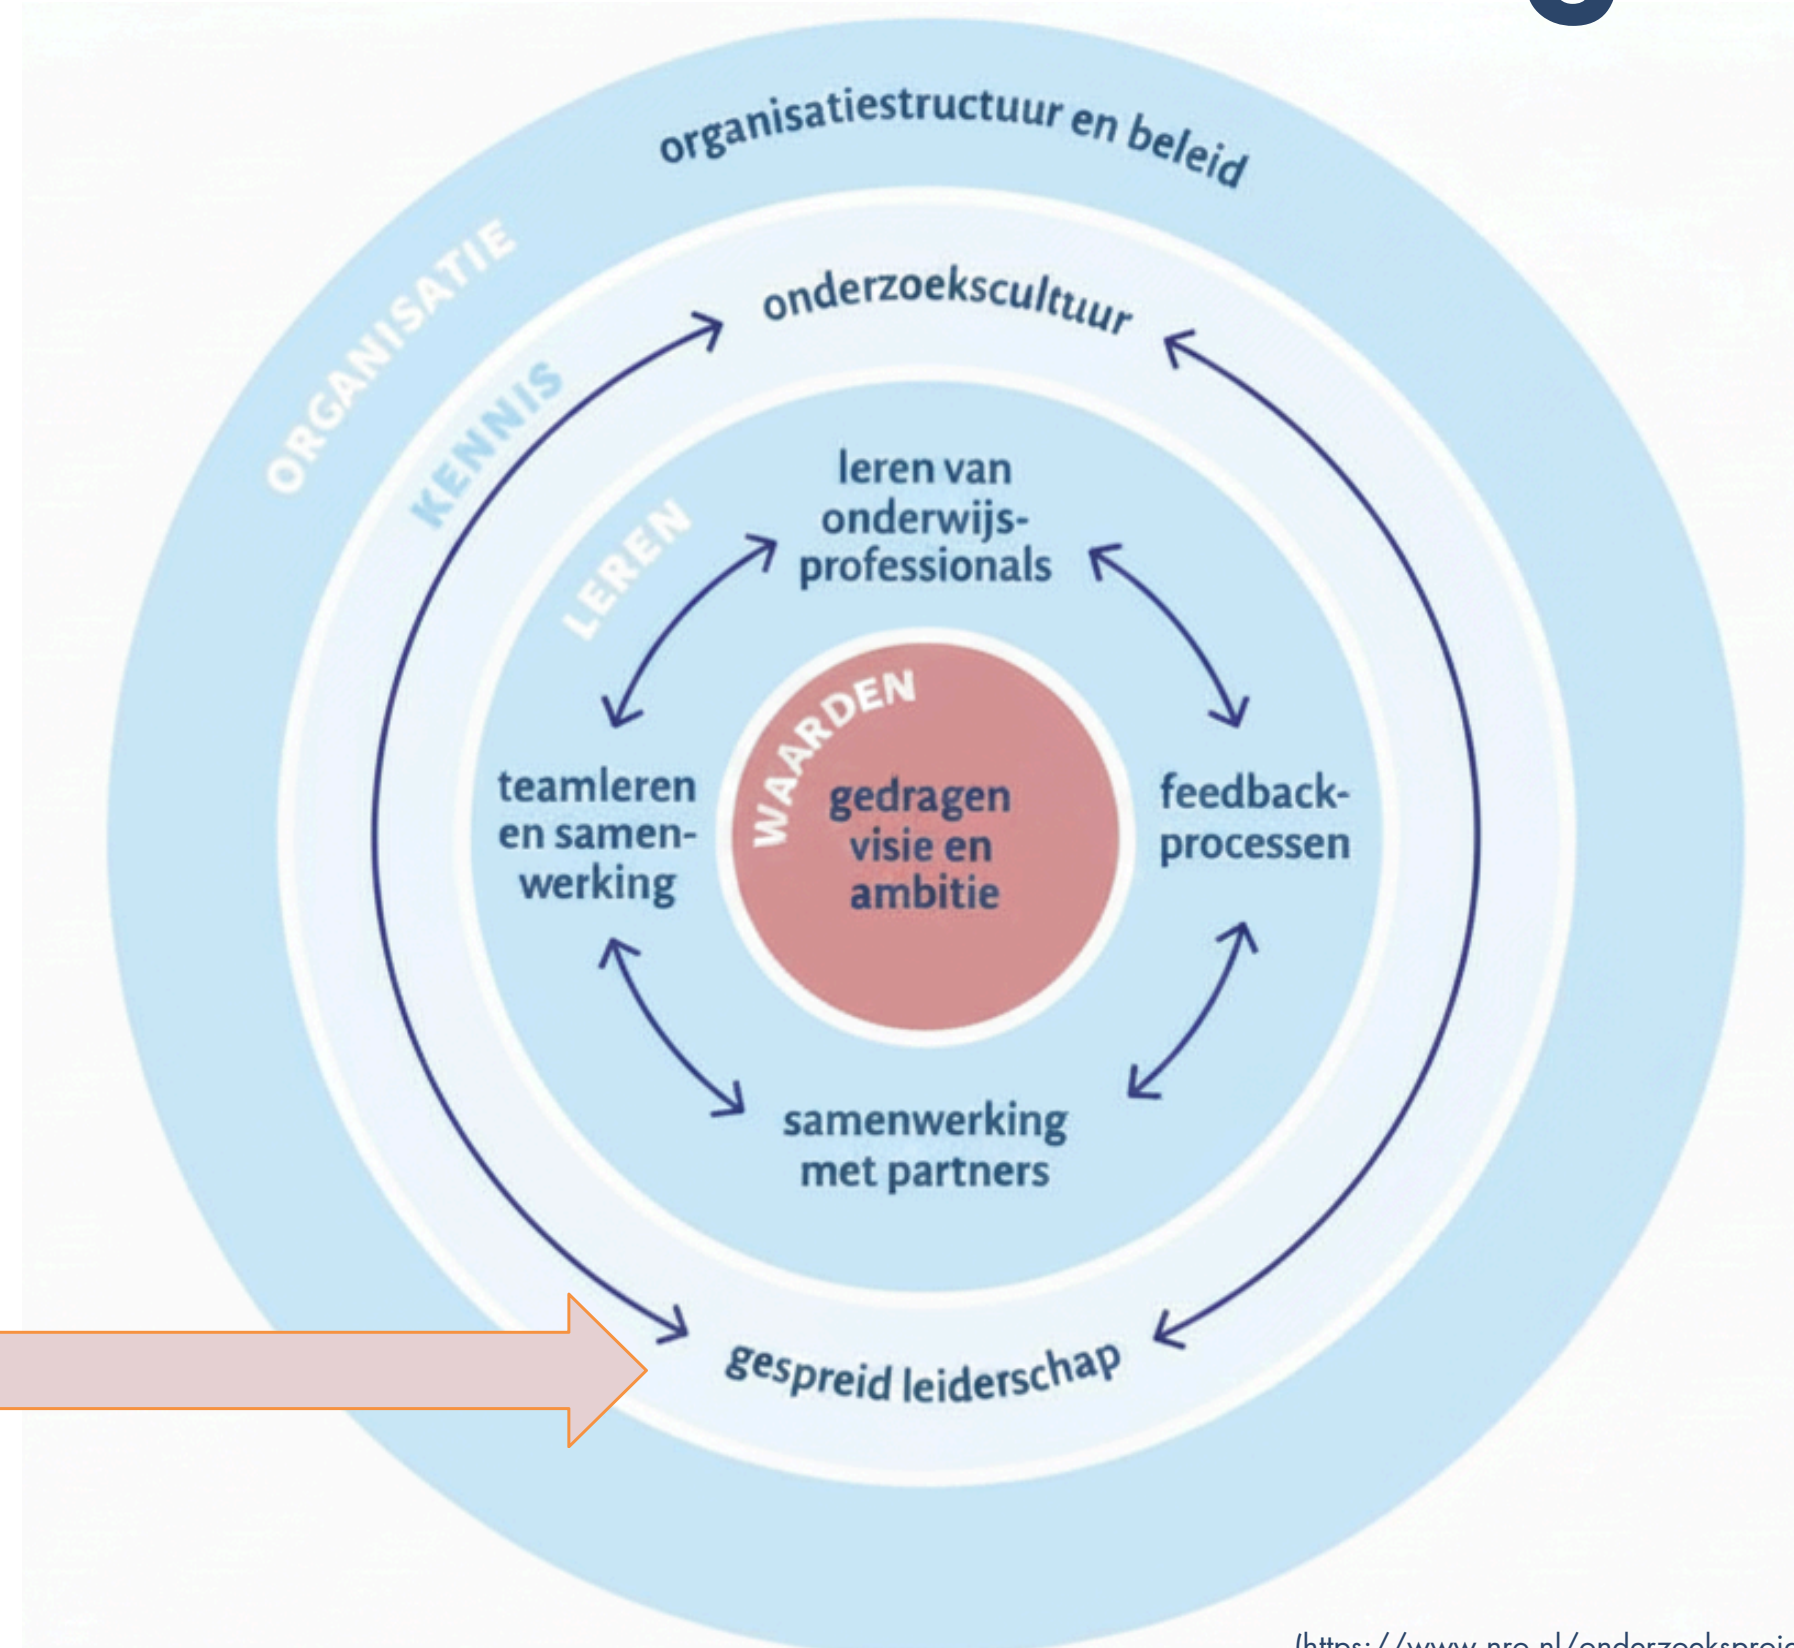 organisatiestructuur en beleid
ORGANISATIE
onderzoekscultuur
KENNIS
leren van
onderwijs-
professionals
LEREN
WAARDEN
teamleren
en samen-
werking
gedragen
visie en
ambitie
feedback-
processen
samenwerking
met partners
gespreid leiderschap